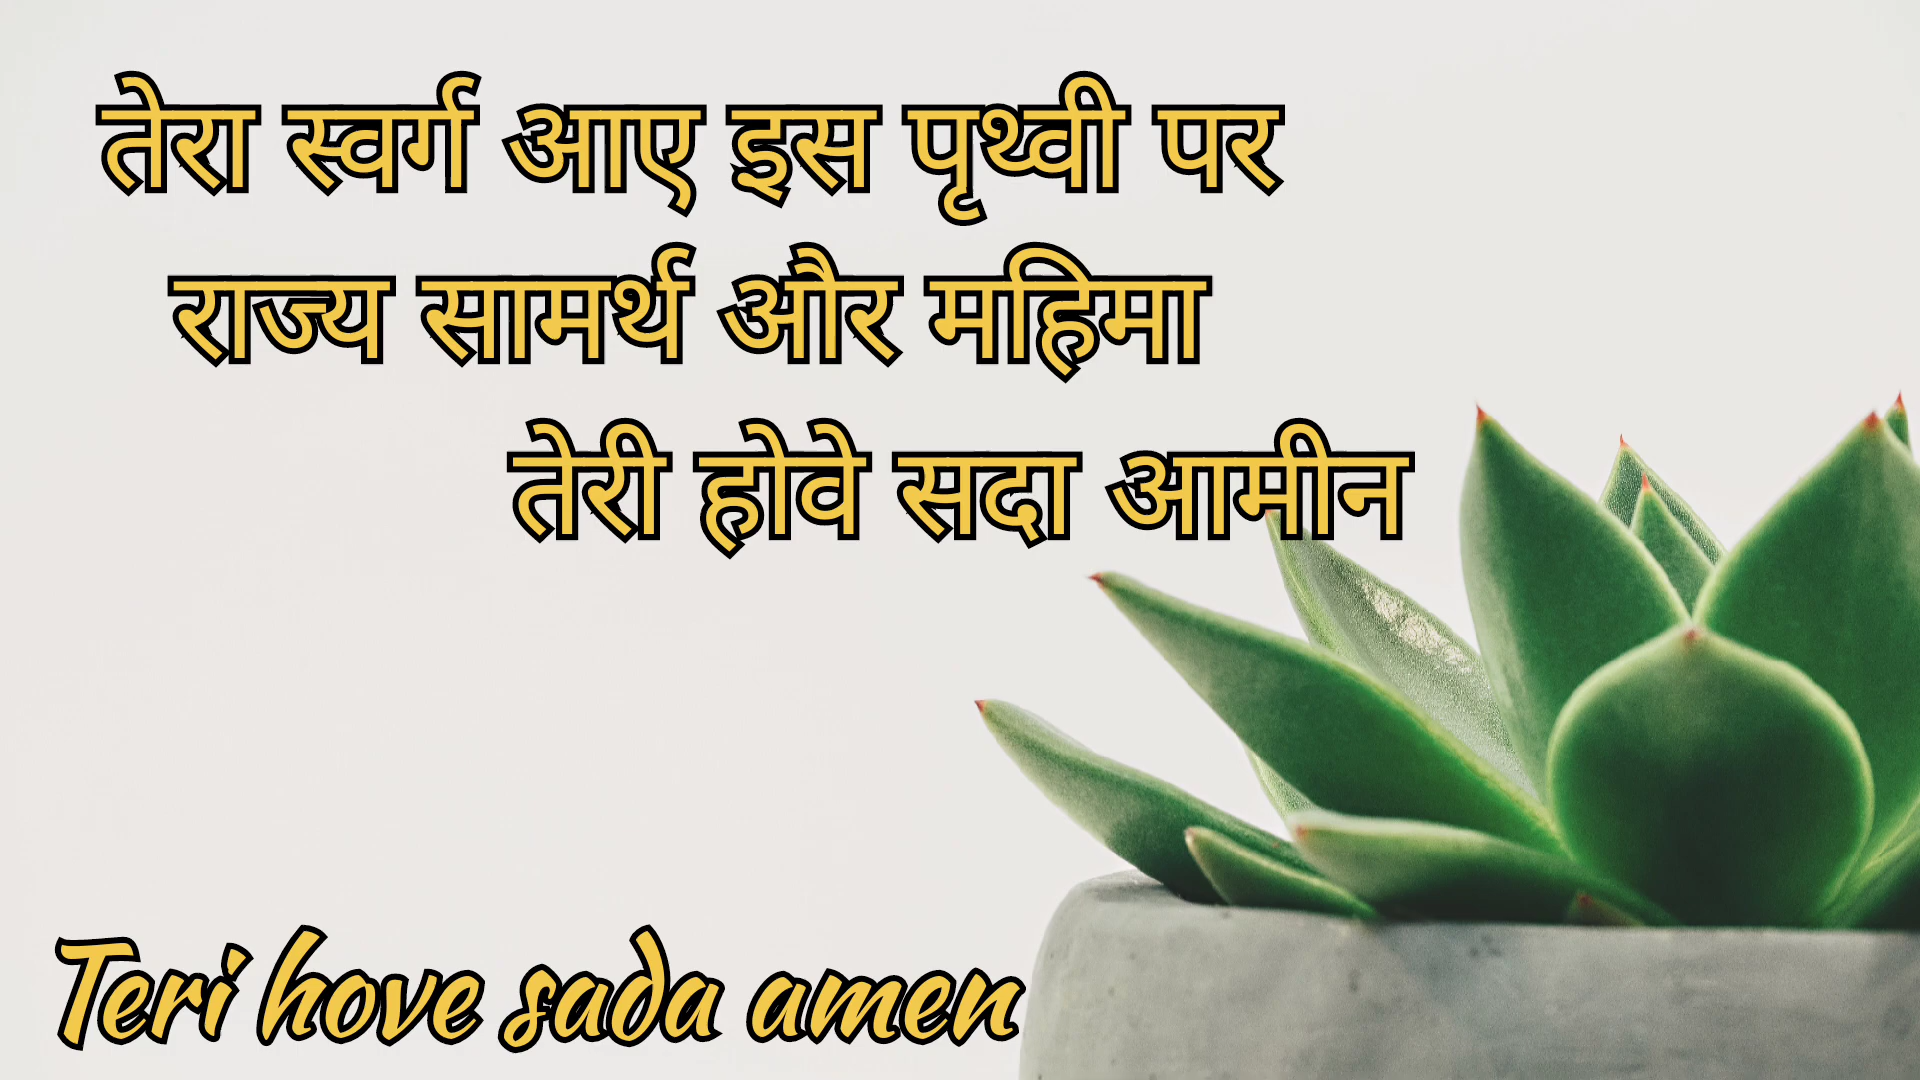 तेरा स्वर्ग आए इस पृथ्वी पर
राज्य सामर्थ और महिमा
तेरी होवे सदा आमीन
Teri hove sada amen